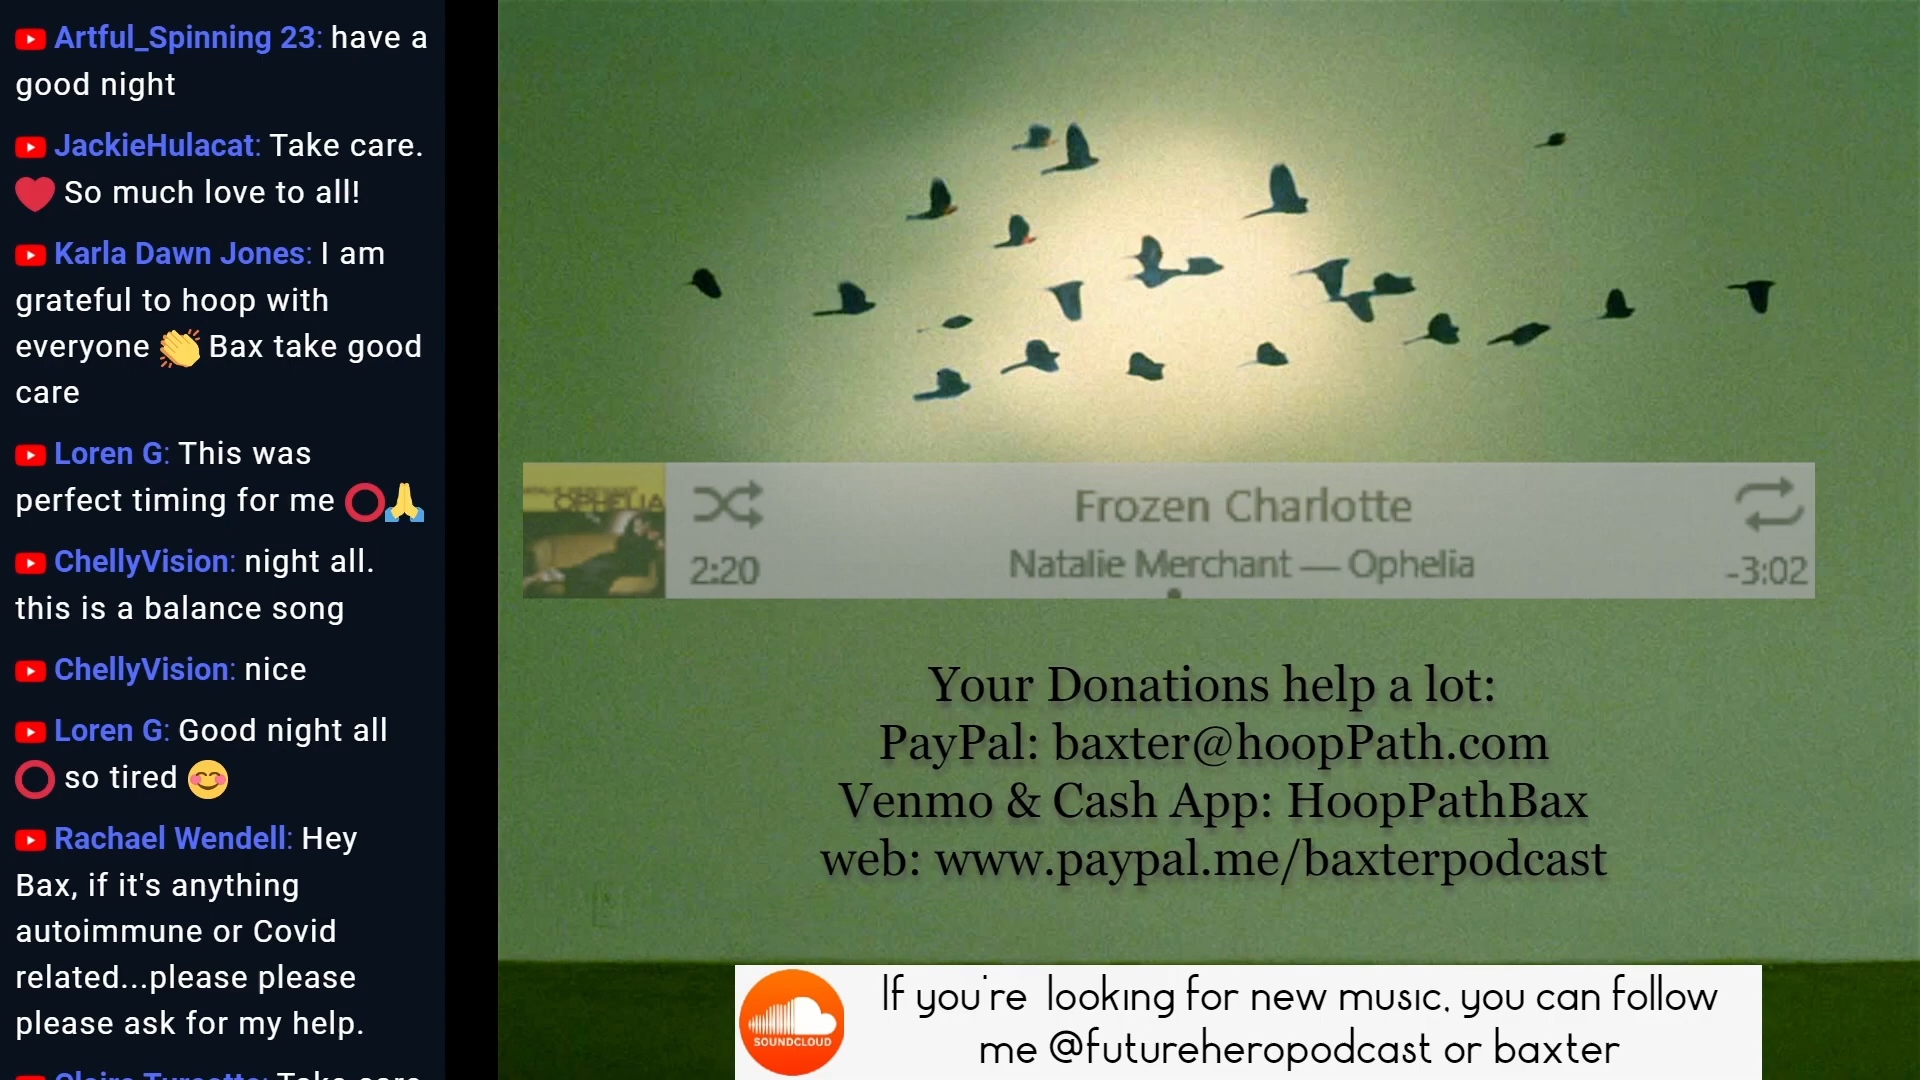 Artful_Spinning 23: have a
good night
JackieHulacat: Take care.
❤️ So much love to all!
Karla Dawn Jones: I am
grateful to hoop with
everyone 👏 Bax take good
care
Loren G: This was
perfect timing for me ⭕🙏
ChellyVision: night all.
this is a balance song
ChellyVision: nice
Loren G: Good night all
⭕ so tired 😊
Rachael Wendell: Hey
Bax, if it's anything
autoimmune or Covid
related...please please
please ask for my help.
OPHELIA
Frozen Charlotte
2:20
Natalie Merchant — Ophelia
-3:02
Your Donations help a lot:
PayPal: baxter@hoopPath.com
Venmo & Cash App: HoopPathBax
web: www.paypal.me/baxterpodcast
SOUNDCLOUD
If you're looking for new music, you can follow
me @futureheropodcast or baxter